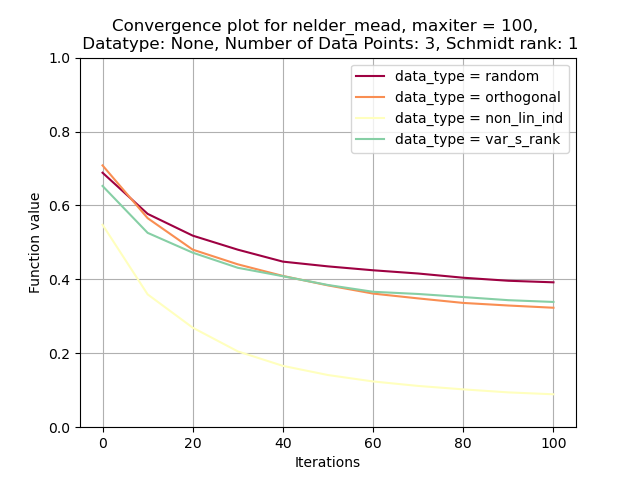 Convergence plot for nelder_mead, maxiter = 100,
Datatype: None, Number of Data Points: 3, Schmidt rank: 1
1.0
0.8
0.6
0.4
0.2
0.0
Function value
data_type = random
data_type = orthogonal
data_type = non_lin_ind
data_type = var_s_rank
0 20 40 60 80 100
Iterations